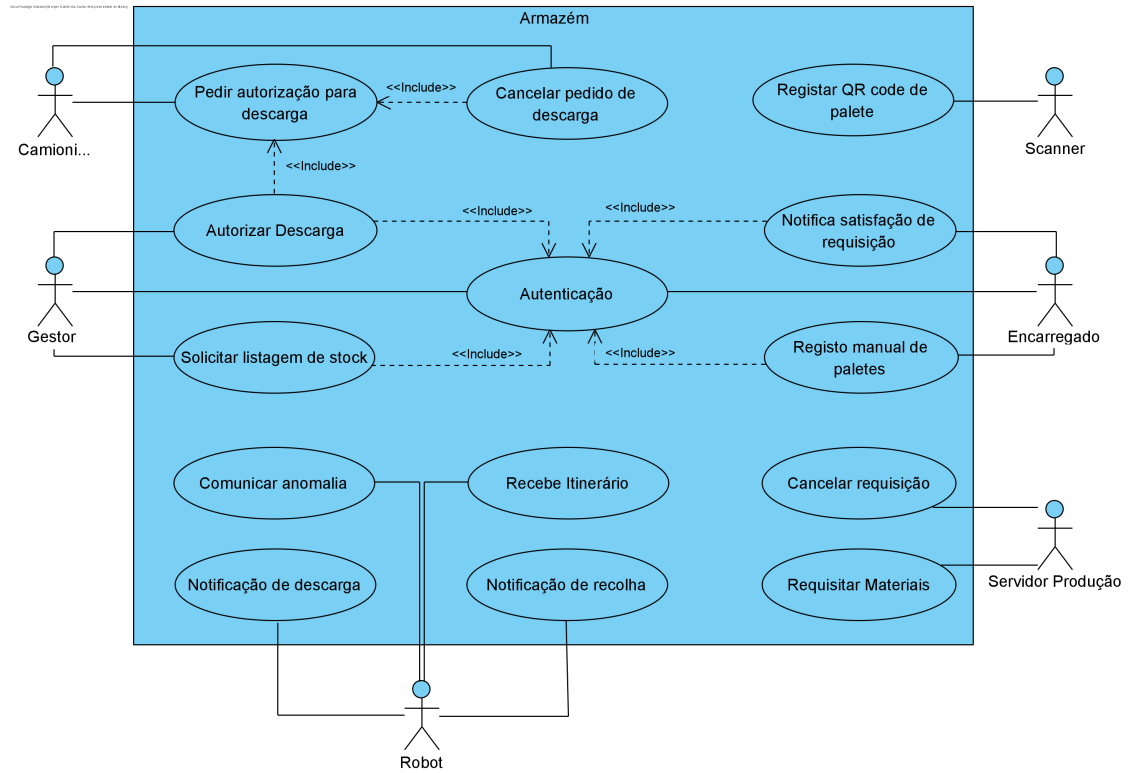 Armazém
Pedir autorização para
descarga
<<Include>>
Cancelar pedido de
descarga
Registar QR code de
palete
Camioni...
Scanner
<<Include>>
Autorizar Descarga
<<Include>>
<<Include>>
Notifica satisfação de
requisição
Autenticação
Gestor
Encarregado
Solicitar listagem de stock
<<Include>>
<<Include>>
Registo manual de
paletes
Comunicar anomalia
Recebe Itinerário
Cancelar requisição
Notificação de descarga
Notificação de recolha
Requisitar Materiais
Servidor Produção
Robot